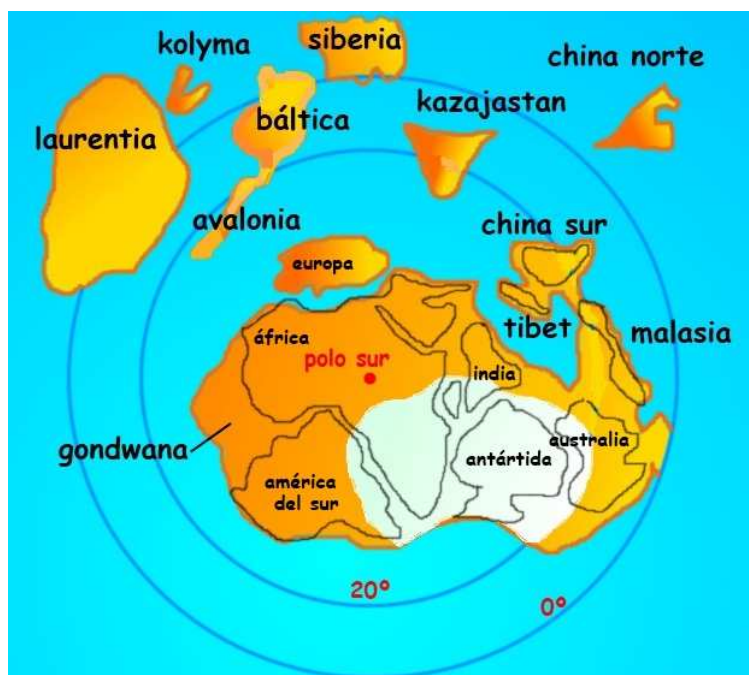 siberia
kolyma
china norte
kazajastan
báltica
laurentia
avalonia
china sur
europa
tibet
malasia
áfrica
polo sur
india
gondwana
australia
antártida
américa
del sur
20º
0º